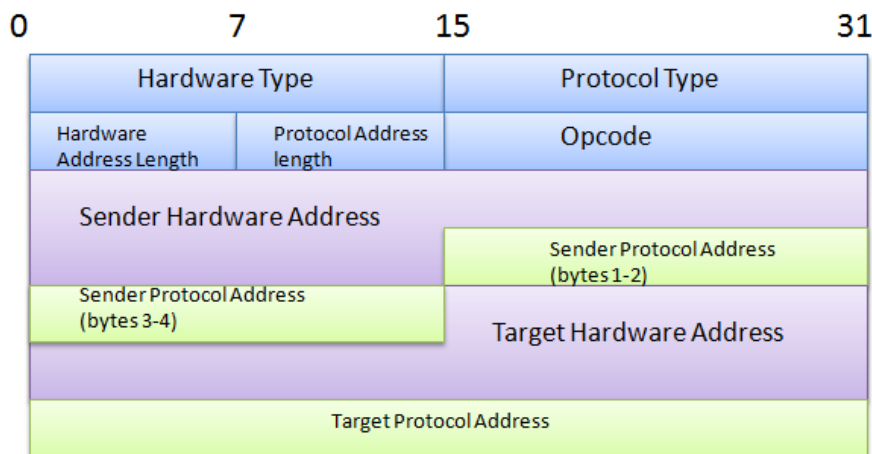 0 7 15 31
Hardware Type Protocol Type
Hardware
Address Length
Protocol Address
length
Opcode
Sender Hardware Address
Sender Protocol Address
(bytes 1-2)
Sender Protocol Address
(bytes 3-4)
Target Hardware Address
Target Protocol Address